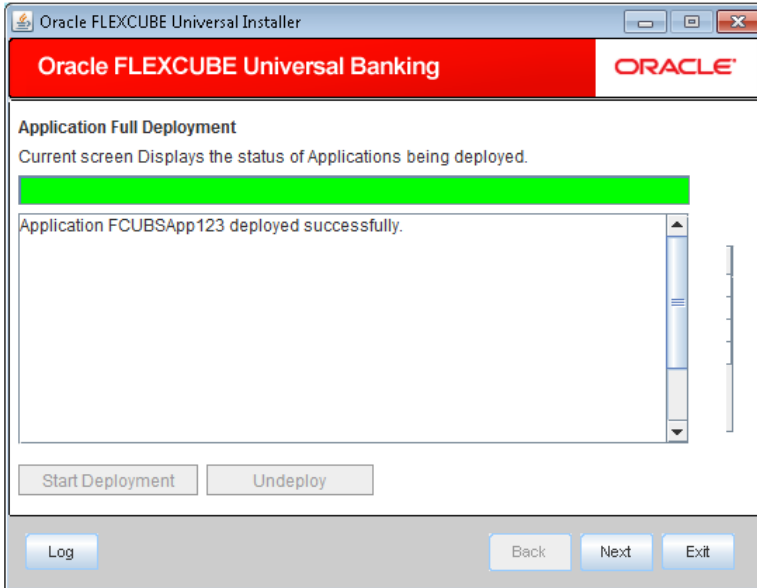 Oracle FLEXCUBE Universal Installer
Oracle FLEXCUBE Universal Banking
ORACLE
Application Full Deployment
Current screen Displays the status of Applications being deployed.
Application FCUBSApp123 deployed successfully.
Start Deployment Undeploy
Log Back Next Exit